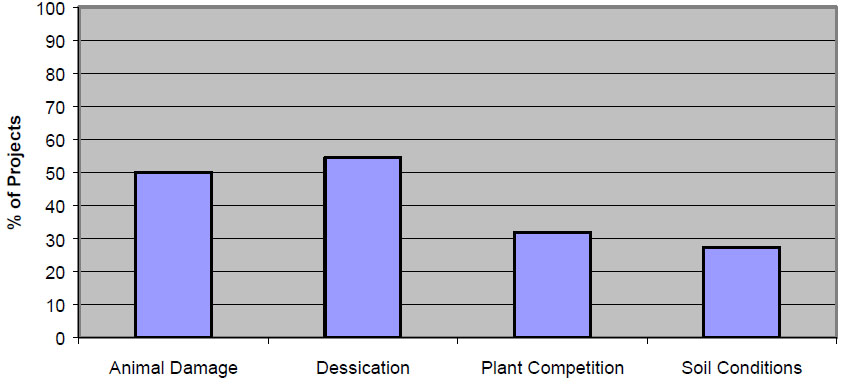 % of Projects
100
90
80
70
60
50
40
30
20
10
0
Animal Damage
Dessication
Plant Competition
Soil Conditions